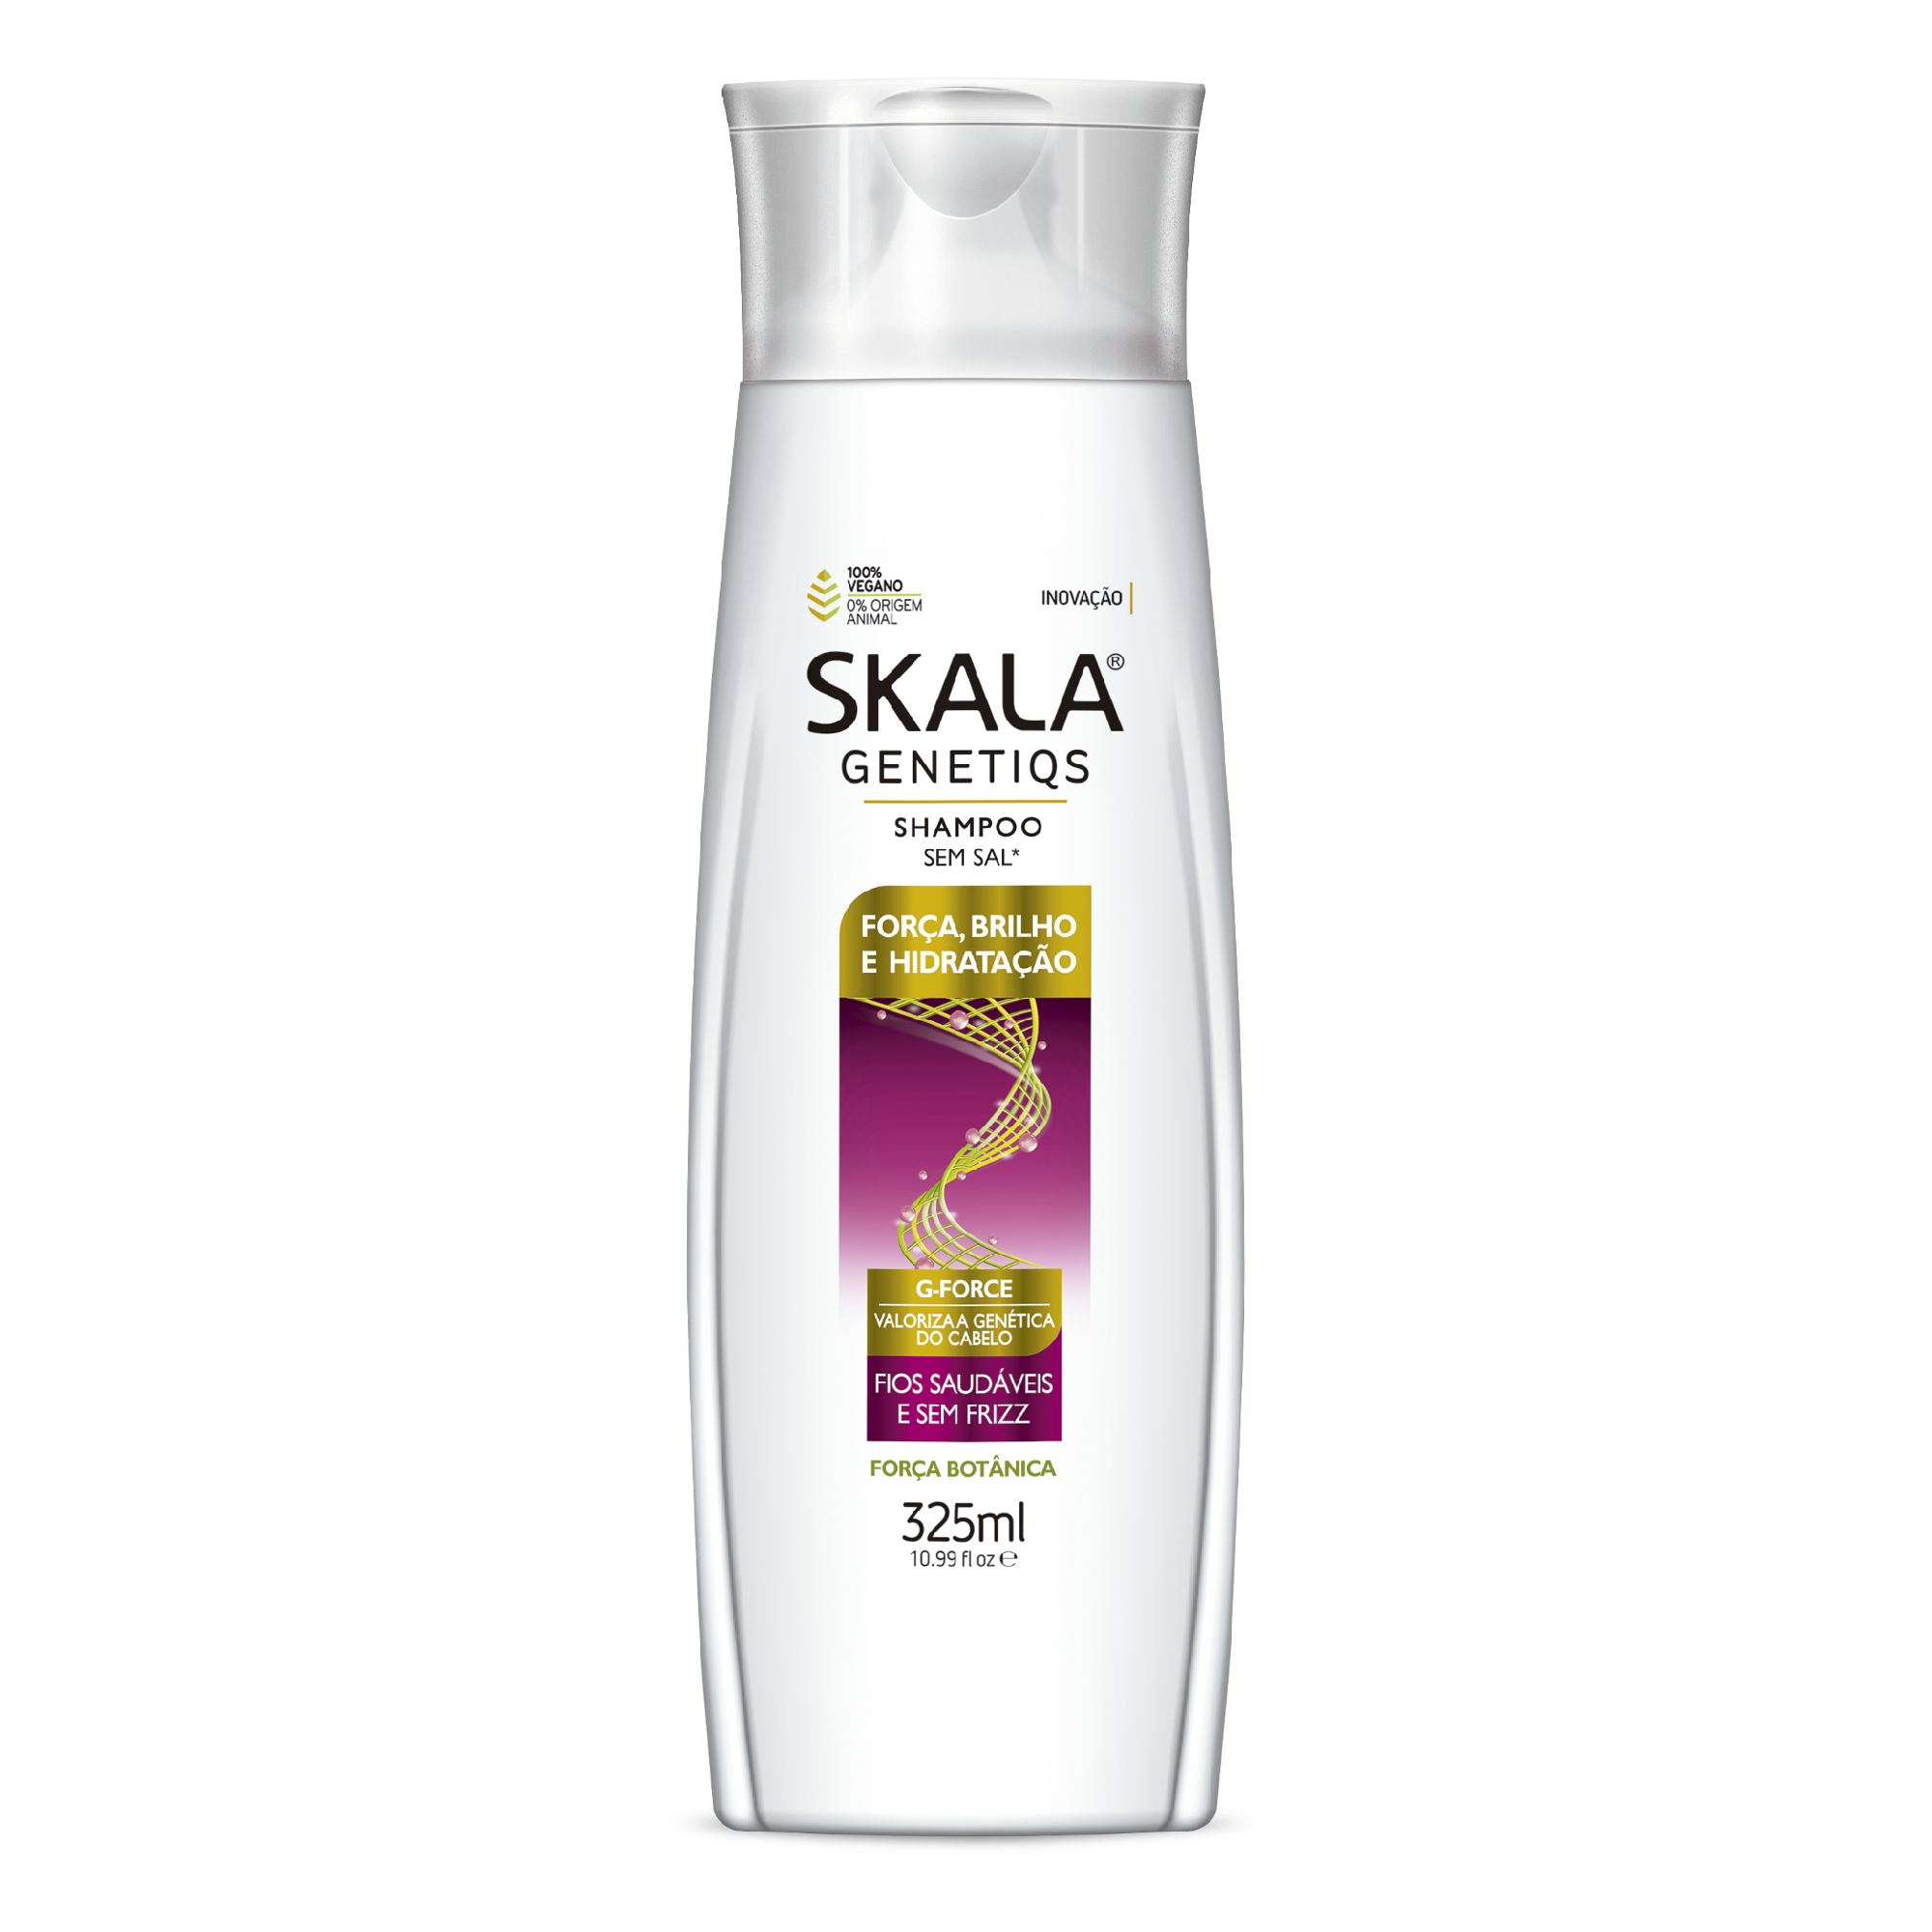 100%
VEGANO
0% ORIGEM
ANIMAL
INOVAÇÃO
SKALA®
GENETIQS
SHAMPOO
SEM SAL*
FORÇA, BRILHO
E HIDRATAÇÃO
G-FORCE
VALORIZA A GENÉTICA
DO CABELO
FIOS SAUDÁVEIS
E SEM FRIZZ
FORÇA BOTÂNICA
325ml
10.99 fl oz ℮